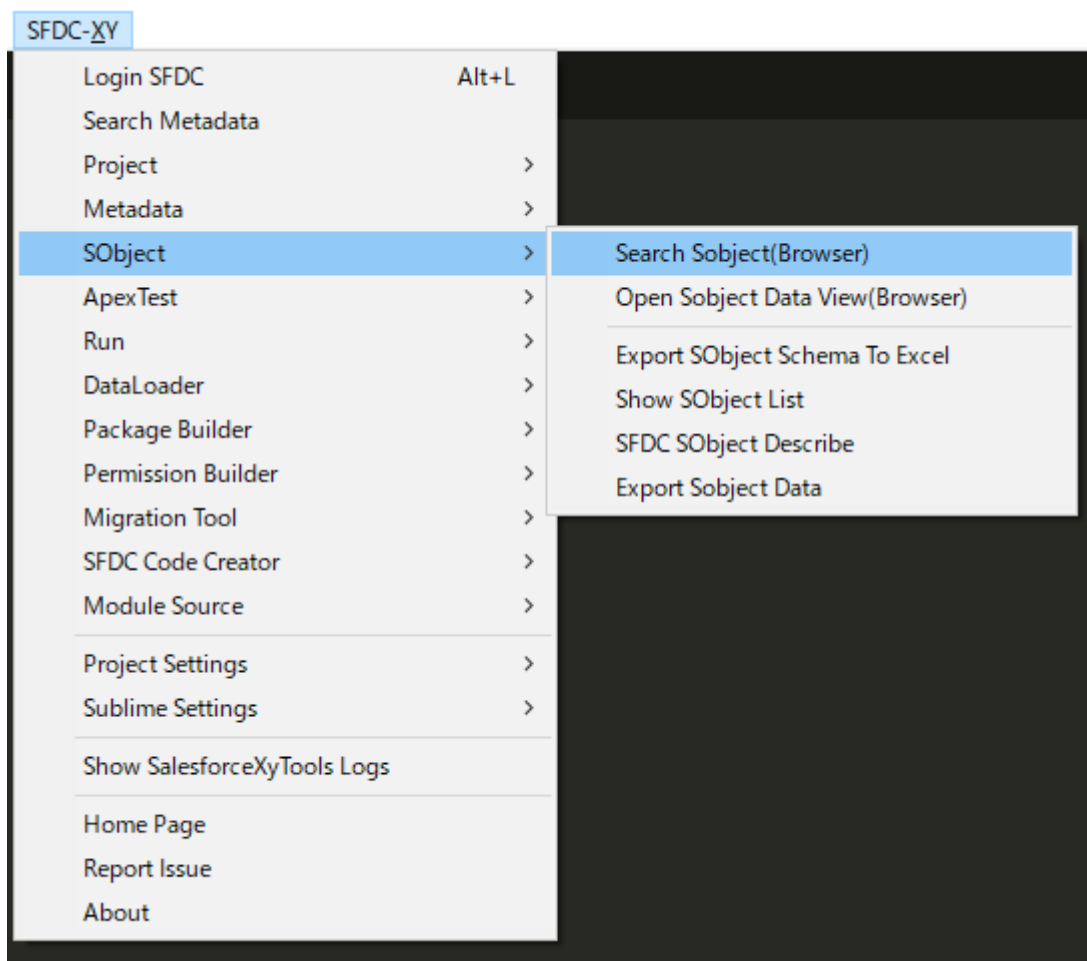 SFDC-XY
Login SFDC Alt+L
Search Metadata
Project
Metadata
SObject
ApexTest
Run
DataLoader
Package Builder
Permission Builder
Migration Tool
SFDC Code Creator
Module Source
Project Settings
Sublime Settings
Show SalesforceXyTools Logs
Home Page
Report Issue
About
Search Sobject(Browser)
Open Sobject Data View(Browser)
Export SObject Schema To Excel
Show SObject List
SFDC SObject Describe
Export Sobject Data